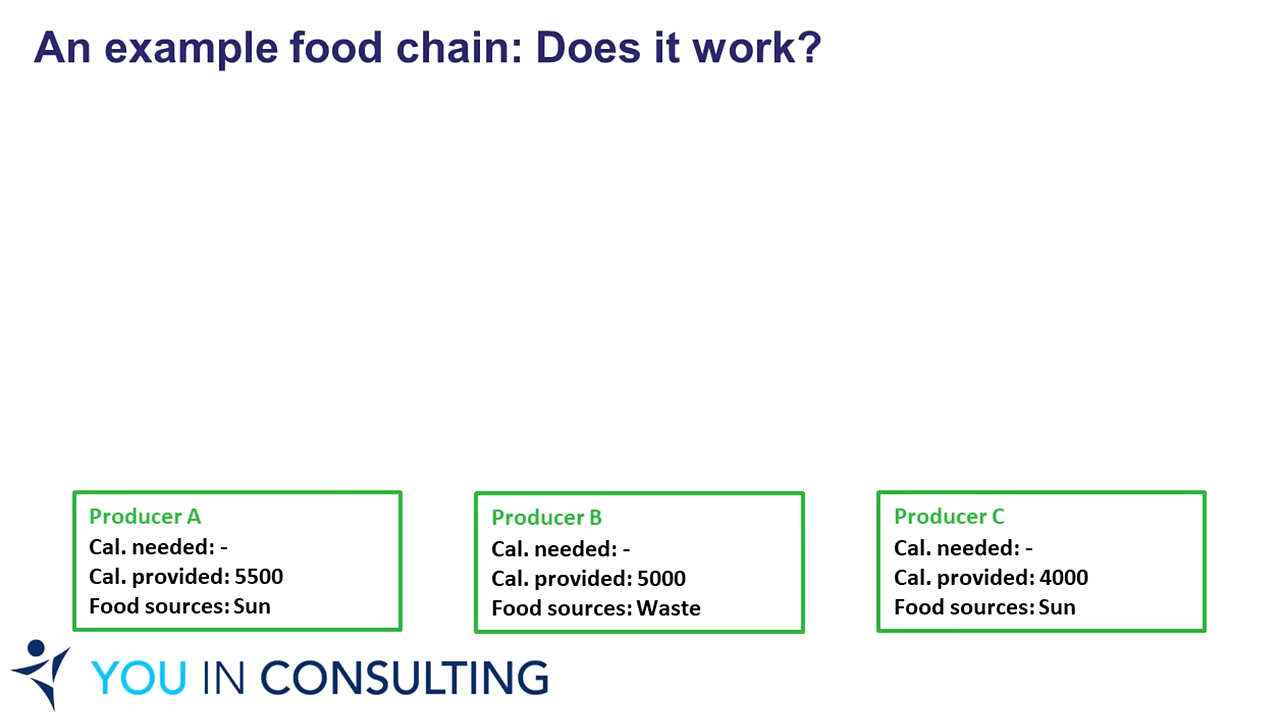 An example food chain: Does it work?
Producer A
Cal. needed: -
Cal. provided: 5500
Food sources: Sun
Producer B
Cal. needed: -
Cal. provided: 5000
Food sources: Waste
Producer C
Cal. needed: -
Cal. provided: 4000
Food sources: Sun
YOU IN CONSULTING